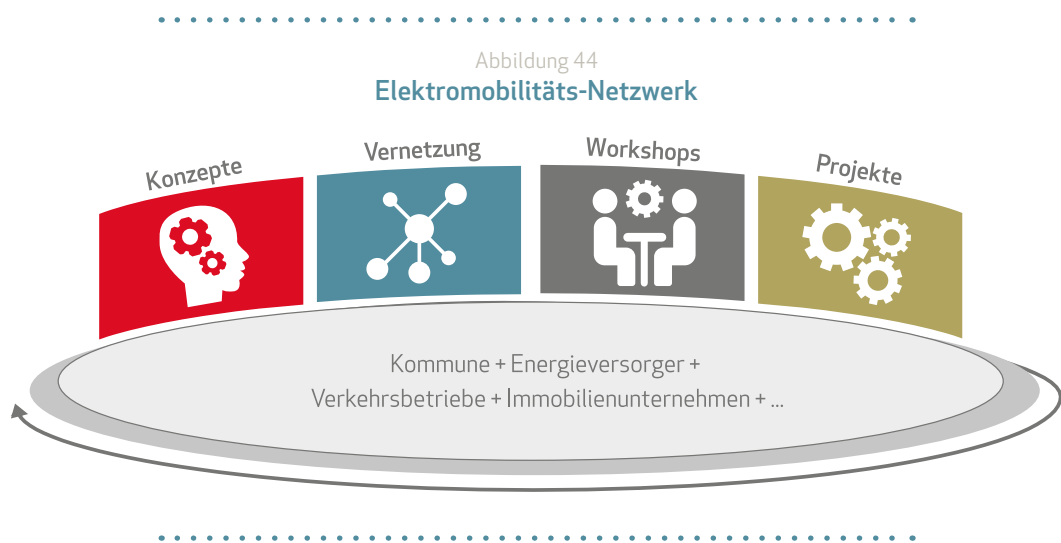 Abbildung 44
Elektromobilitäts-Netzwerk
Konzepte
Vernetzung
Workshops
Projekte
Kommune + Energieversorger +
Verkehrsbetriebe + Immobilienunternehmen + ...